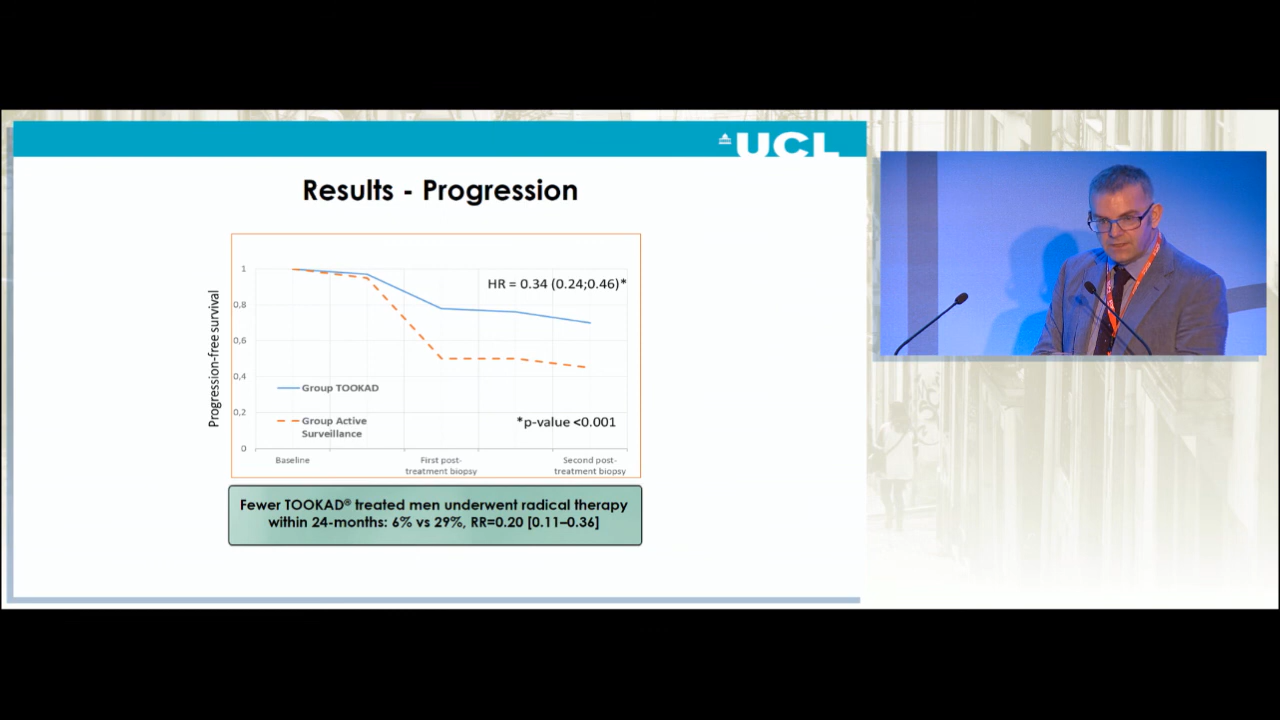 UCL
Results - Progression
Progression-free survival
1
0,8
0,6
0,4
0,2
0
HR = 0.34 (0.24;0.46)*
Group TOOKAD
Group Active
Surveillance
*p-value <0.001
Baseline
First post-
treatment biopsy
Second post-
treatment biopsy
Fewer TOOKAD® treated men underwent radical therapy
within 24-months: 6% vs 29%, RR=0.20 [0.11–0.36]